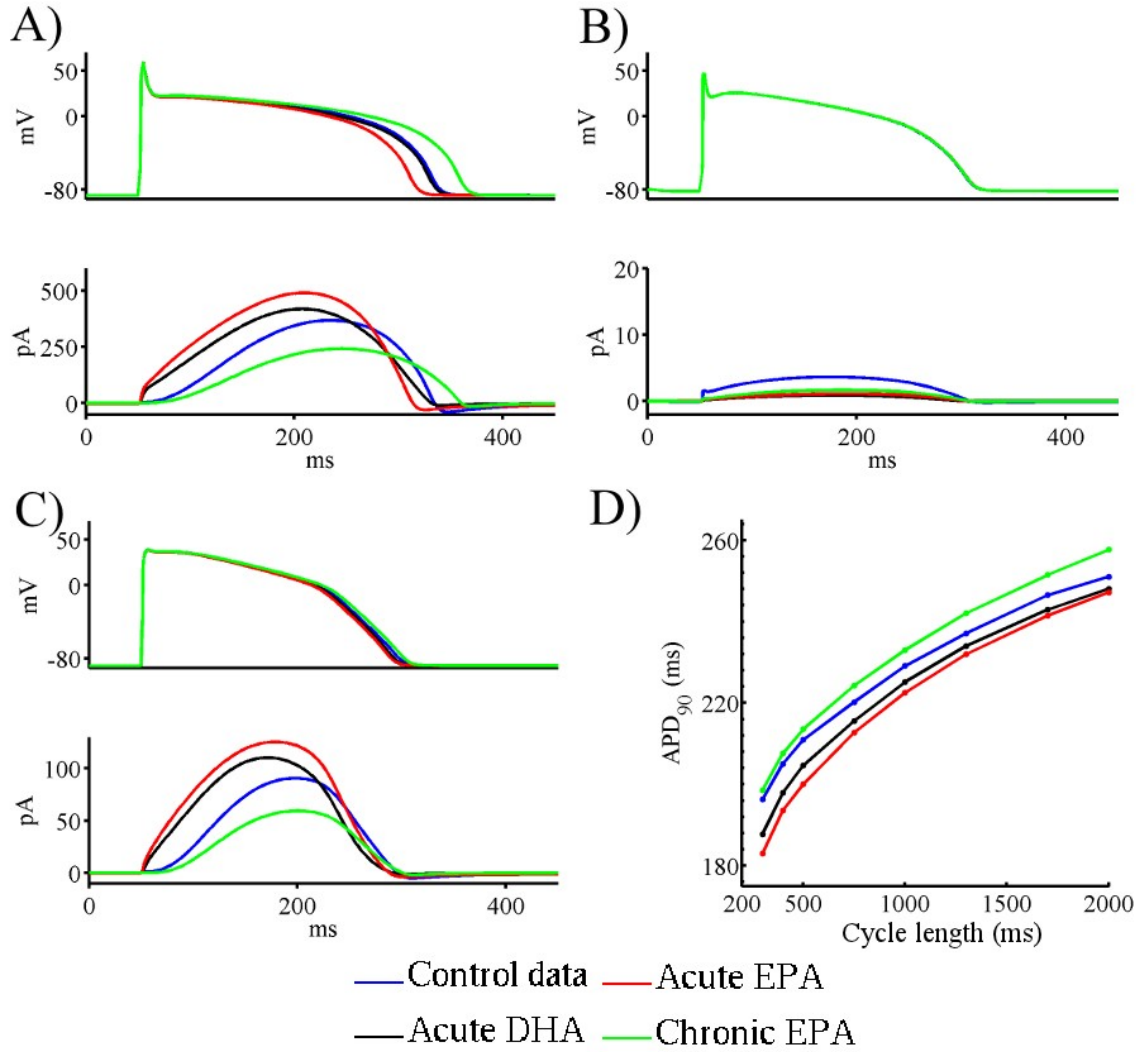 A)
50
0
-80
mV
500
250
0
pA
0
200
400
ms
B)
50
0
-80
mV
20
10
0
pA
0
200
400
ms
C)
50
0
-80
mV
100
50
0
pA
0
200
400
ms
D)
260
220
180
APD90 (ms)
200
500
1000
1500
2000
Cycle length (ms)
Control data
Acute EPA
Acute DHA
Chronic EPA